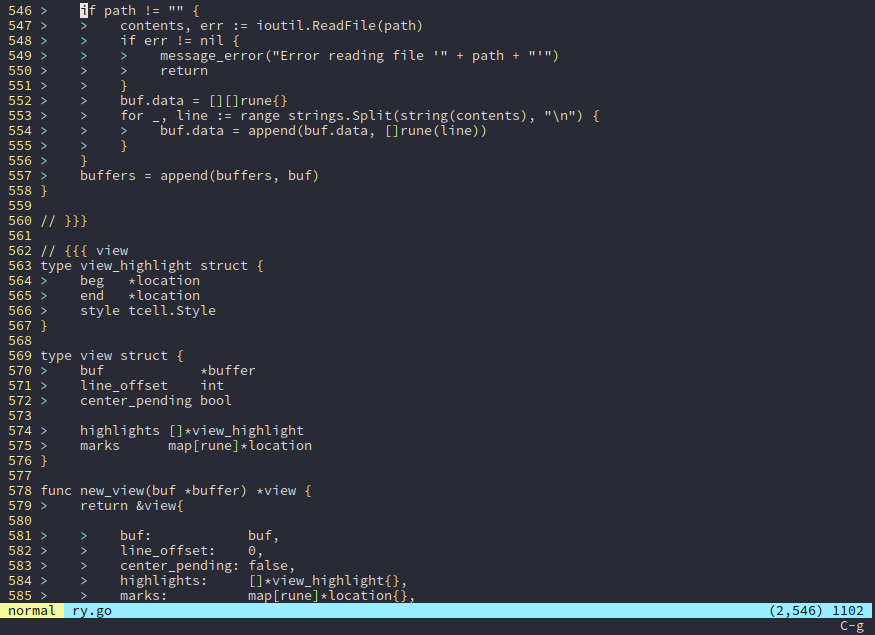 546 >    if path != "" {
547 >    >    contents, err := ioutil.ReadFile(path)
548 >    >    if err != nil {
549 >    >    >    message_error("Error reading file '" + path + "'")
550 >    >    >    return
551 >    >    }
552 >    >    buf.data = [][]rune{}
553 >    >    for _, line := range strings.Split(string(contents), "\n") {
554 >    >    >    buf.data = append(buf.data, []rune(line))
555 >    >    }
556 >    }
557 >    buffers = append(buffers, buf)
558 }
559
560 // }}}
561
562 // {{{ view
563 type view_highlight struct {
564 >    beg   *location
565 >    end   *location
566 >    style tcell.Style
567 }
568
569 type view struct {
570 >    buf            *buffer
571 >    line_offset    int
572 >    center_pending bool
573
574 >    highlights []*view_highlight
575 >    marks      map[rune]*location
576 }
577
578 func new_view(buf *buffer) *view {
579 >    return &view{
580
581 >    >    buf:            buf,
582 >    >    line_offset:    0,
583 >    >    center_pending: false,
584 >    >    highlights:     []*view_highlight{},
585 >    >    marks:          map[rune]*location{},
normal  ry.go  (2,546) 1102
C-g